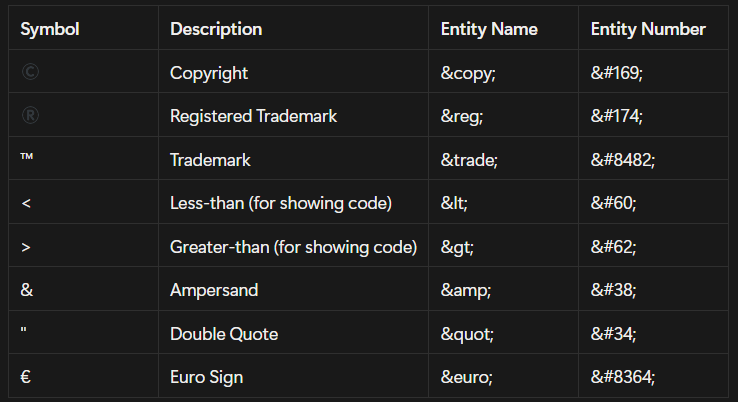 Symbol Description Entity Name Entity Number
© Copyright &copy; &#169;
® Registered Trademark &reg; &#174;
™ Trademark &trade; &#8482;
< Less-than (for showing code) &lt; &#60;
> Greater-than (for showing code) &gt; &#62;
& Ampersand &amp; &#38;
" Double Quote &quot; &#34;
€ Euro Sign &euro; &#8364;